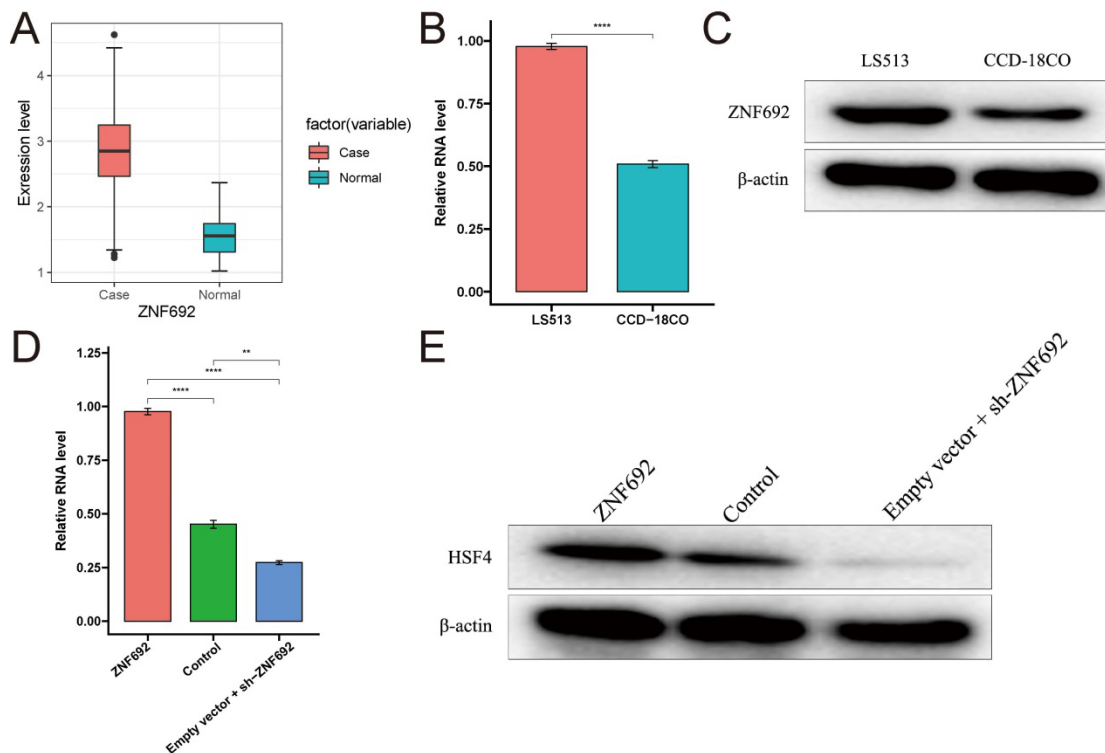 A
Exression level
4
3
2
1
Case
Normal
ZNF692
factor(variable)
Case
Normal
B
Relative RNA level
1.00
0.75
0.50
0.25
0.00
****
LS513
CCD−18CO
C
LS513
CCD-18CO
ZNF692
β-actin
D
Relative RNA level
1.25
1.00
0.75
0.50
0.25
0.00
**
****
****
ZNF692
Control
Empty vector + sh−ZNF692
E
ZNF692
Control
Empty vector + sh-ZNF692
HSF4
β-actin